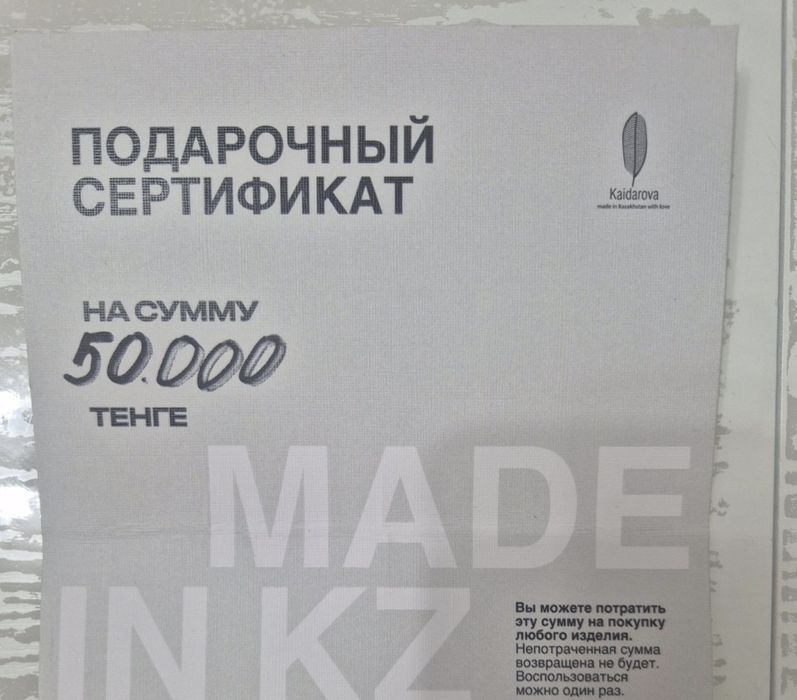 ПОДАРОЧНЫЙ
СЕРТИФИКАТ
Kaidarova
made in Kazakhstan with love
НА СУММУ
50.000
ТЕНГЕ
MADE
IN KZ
Вы можете потратить
эту сумму на покупку
любого изделия.
Непотраченная сумма
возвращена не будет.
Воспользоваться
можно один раз.